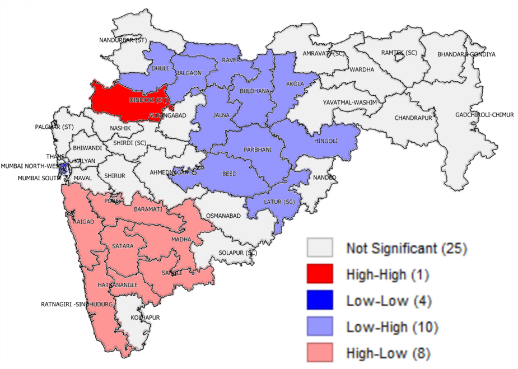 NANDURBAR (ST)
AMRAVATI (SC)
RAMTEK (SC)
BHANDARA-GONDIYA
DHULE
RAVER
JALGAON
WARDHA
BULDHANA
AKOLA
YAVATMAL-WASHIM
GADCHIROLI-CHIMUR
CHANDRAPUR
JALNA
PALGHAR (ST)
NASHIK
SHIRDI (SC)
HINGOLI
BHIWANDI
PARBHANI
THANE
KALYAN
MUMBAI NORTH-WEST
MUMBAI SOUTH
MAVAL
SHIRUR
BEED
NANDED
LATUR (SC)
BARAMATI
OSMANABAD
RAIGAD
MADHA
SATARA
SOLAPUR (SC)
SANGLI
HATKANANGLE
RATNAGIRI -SINDHUDURG
KOLHAPUR
Not Significant (25)
High-High (1)
Low-Low (4)
Low-High (10)
High-Low (8)